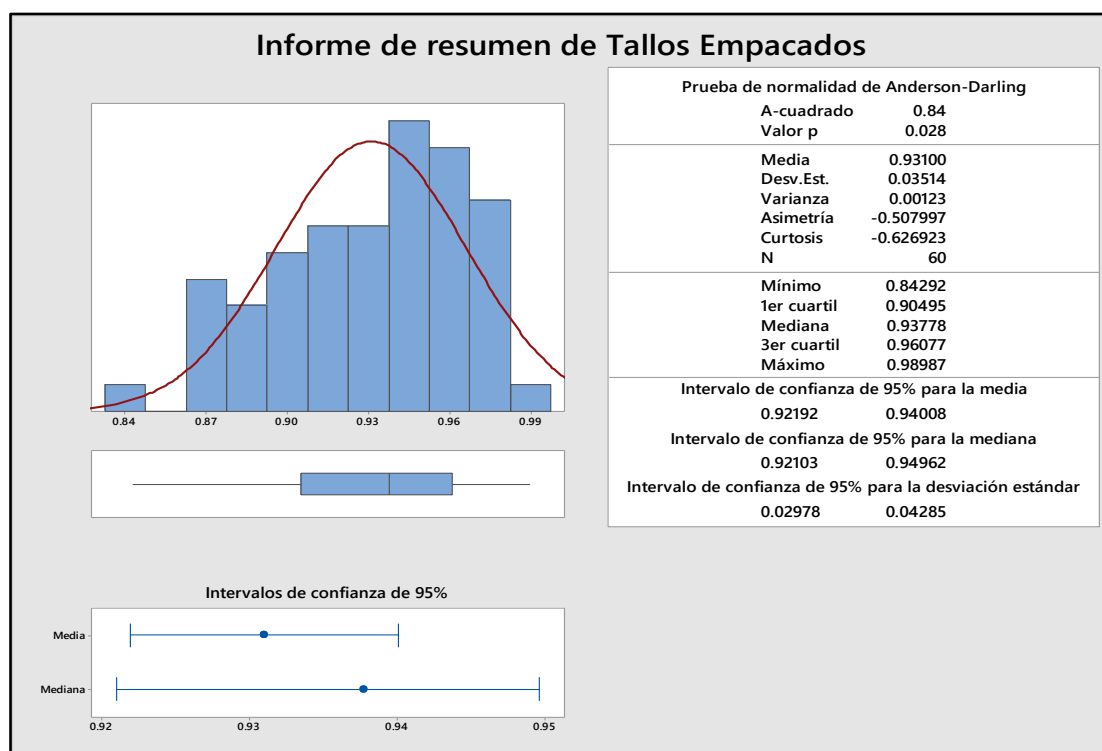 Informe de resumen de Tallos Empacados
0.84 0.87 0.90 0.93 0.96 0.99
Prueba de normalidad de Anderson-Darling
A-cuadrado 0.84
Valor p 0.028
Media 0.93100
Desv.Est. 0.03514
Varianza 0.00123
Asimetría -0.507997
Curtosis -0.626923
N 60
Mínimo 0.84292
1er cuartil 0.90495
Mediana 0.93778
3er cuartil 0.96077
Máximo 0.98987
Intervalo de confianza de 95% para la media
0.92192 0.94008
Intervalo de confianza de 95% para la mediana
0.92103 0.94962
Intervalo de confianza de 95% para la desviación estándar
0.02978 0.04285
Intervalos de confianza de 95%
Media
Mediana
0.92 0.93 0.94 0.95